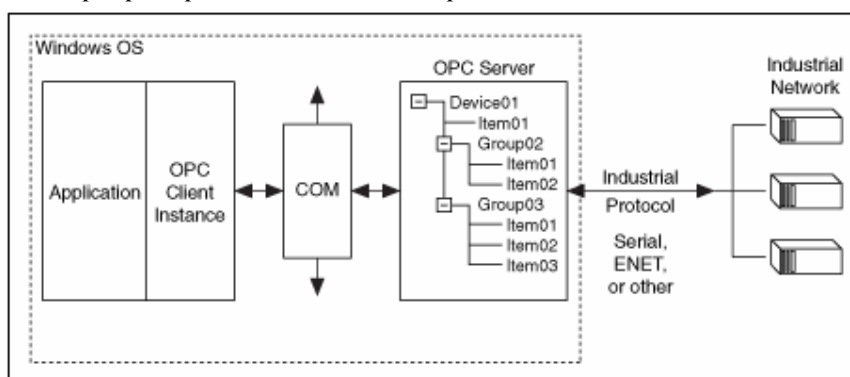 Windows OS
Application
OPC
Client
Instance
COM
OPC Server
Device01
Item01
Group02
Item01
Item02
Group03
Item01
Item02
Item03
Industrial
Protocol
Serial,
ENET,
or other
Industrial
Network